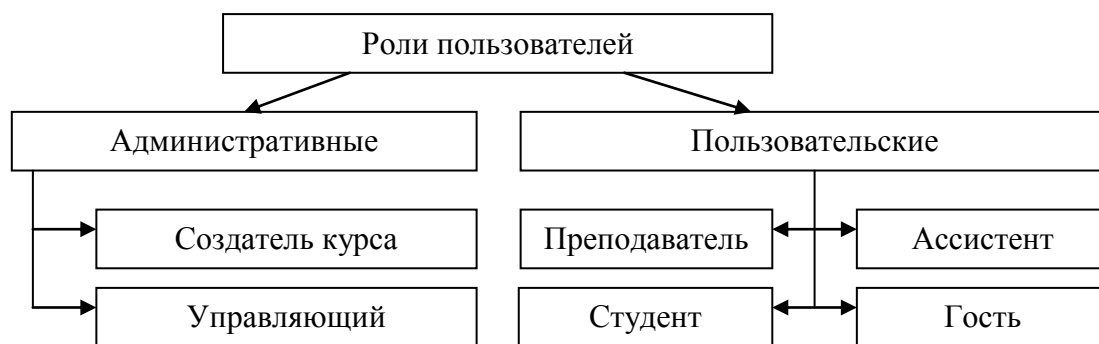 Роли пользователей
Административные
Пользовательские
Создатель курса
Преподаватель
Ассистент
Управляющий
Студент
Гость